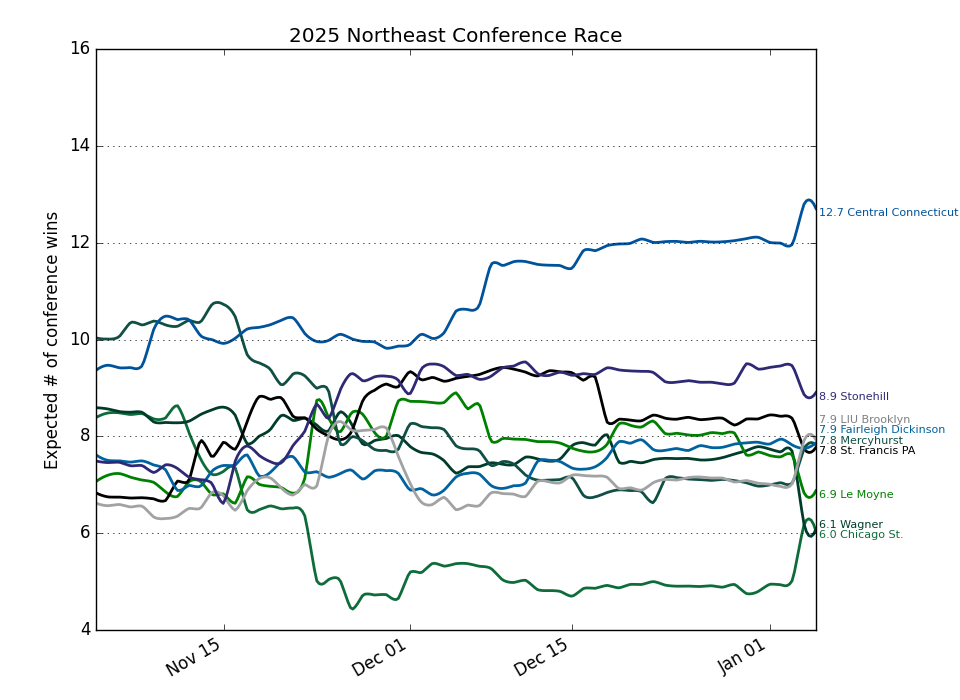 2025 Northeast Conference Race
Expected # of conference wins
16
14
12
10
8
6
4
12.7 Central Connecticut
8.9 Stonehill
7.9 LIU Brooklyn
7.9 Fairleigh Dickinson
7.8 Mercyhurst
7.8 St. Francis PA
6.9 Le Moyne
6.1 Wagner
6.0 Chicago St.
Nov 15
Dec 01
Dec 15
Jan 01